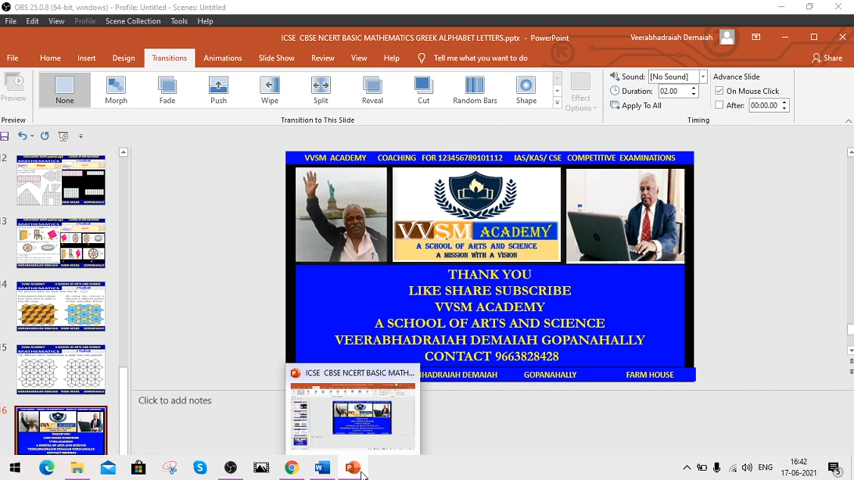 OBS 25.0.8 (64-bit, windows) - Profile: Untitled - Scenes: Untitled
File Edit View Profile Scene Collection Tools Help
ICSE CBSE NCERT BASIC MATHEMATICS GREEK ALPHABET LETTERS.pptx - PowerPoint
Veerabhadraiah Demaiah
File Home Insert Design Transitions Animations Slide Show Review View Help Tell me what you want to do Share
Preview
None Morph Fade Push Wipe Split Reveal Cut Random Bars Shape
Effect
Options
Sound: [No Sound]
Duration: 02.00
Apply To All
Advance Slide
On Mouse Click
After: 00:00.00
Preview
Transition to This Slide
Timing
12
13
14
15
16
VVSM ACADEMY COACHING FOR 123456789101112 IAS/KAS/ CSE COMPETITIVE EXAMINATIONS
VVSM ACADEMY
A SCHOOL OF ARTS AND SCIENCE
A MISSION WITH A VISION
THANK YOU
LIKE SHARE SUBSCRIBE
VVSM ACADEMY
A SCHOOL OF ARTS AND SCIENCE
VEERABHADRAIAH DEMAIAH GOPANAHALLY
CONTACT 9663828428
BHADRAIAH DEMAIAH GOPANAHALLY FARM HOUSE
ICSE CBSE NCERT BASIC MATH...
Click to add notes
ENG
16:42
17-06-2021
5